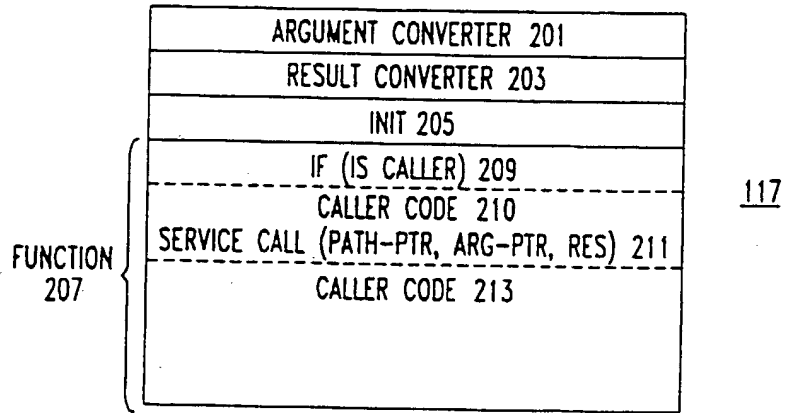 ARGUMENT CONVERTER 201
RESULT CONVERTER 203
INIT 205
IF (IS CALLER) 209
117
CALLER CODE 210
SERVICE CALL (PATH-PTR, ARG-PTR, RES) 211
FUNCTION
207
CALLER CODE 213